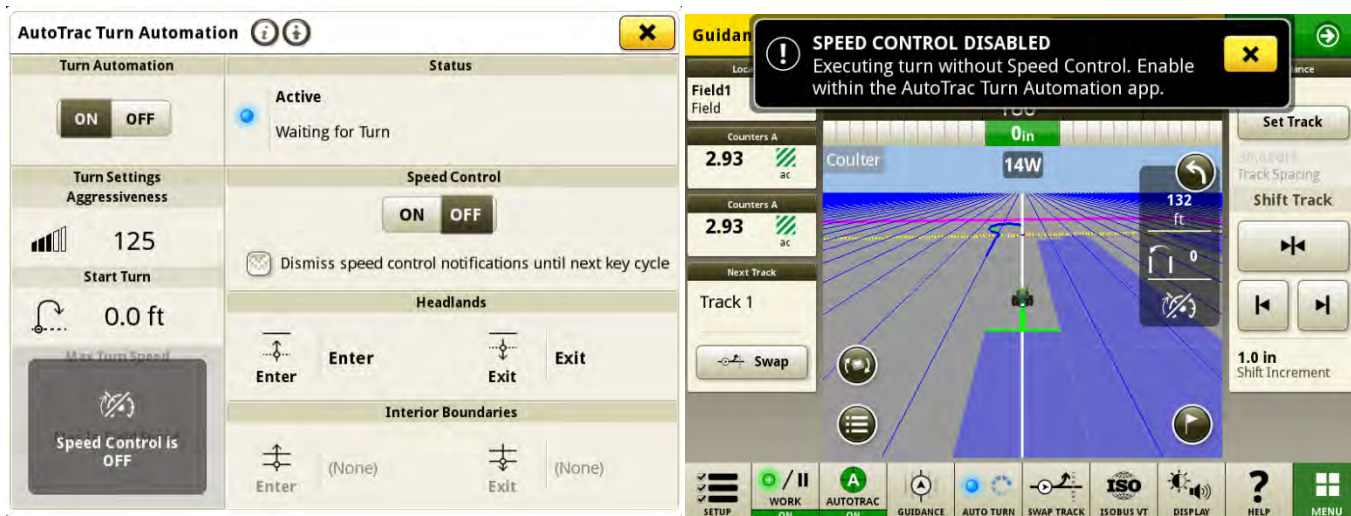 AutoTrac Turn Automation
Turn Automation
ON OFF
Turn Settings
Aggressiveness
125
Start Turn
0.0 ft
Max Turn Speed
Speed Control is
OFF
Status
Active
Waiting for Turn
Speed Control
ON OFF
Dismiss speed control notifications until next key cycle
Headlands
Enter Enter
Exit Exit
Interior Boundaries
Enter (None)
Exit (None)
SPEED CONTROL DISABLED
Executing turn without Speed Control. Enable
within the AutoTrac Turn Automation app.
Guidan
Field1
Field
Counters A
2.93
ac
Counters A
2.93
ac
Next Track
Track 1
Swap
0in
Coulter
14W
132
ft
0
Set Track
Track Spacing
Shift Track
1.0 in
Shift Increment
SETUP
WORK
ON
A
AUTOTRAC
ON
GUIDANCE
AUTO TURN
SWAP TRACK
ISO
ISOBUS VT
DISPLAY
?
HELP
MENU